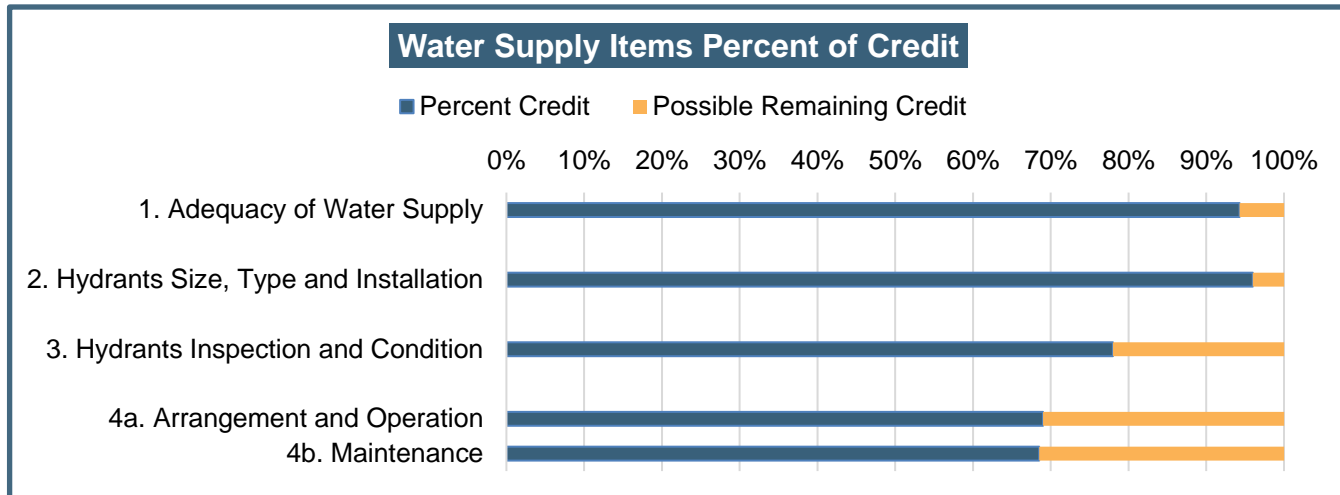 Water Supply Items Percent of Credit
Percent Credit Possible Remaining Credit
0% 10% 20% 30% 40% 50% 60% 70% 80% 90% 100%
1. Adequacy of Water Supply
2. Hydrants Size, Type and Installation
3. Hydrants Inspection and Condition
4a. Arrangement and Operation
4b. Maintenance